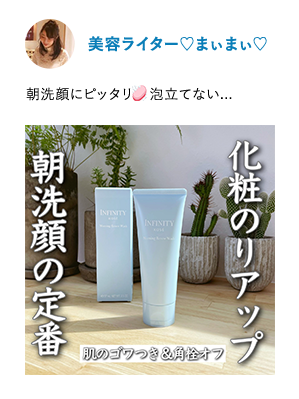 美容ライター♡まぃまぃ♡
朝洗顔にピッタリ🥚泡立てない…
化粧のりアップ
朝洗顔の定番
INFINITY
INFINITY
肌のゴワつき＆角栓オフ